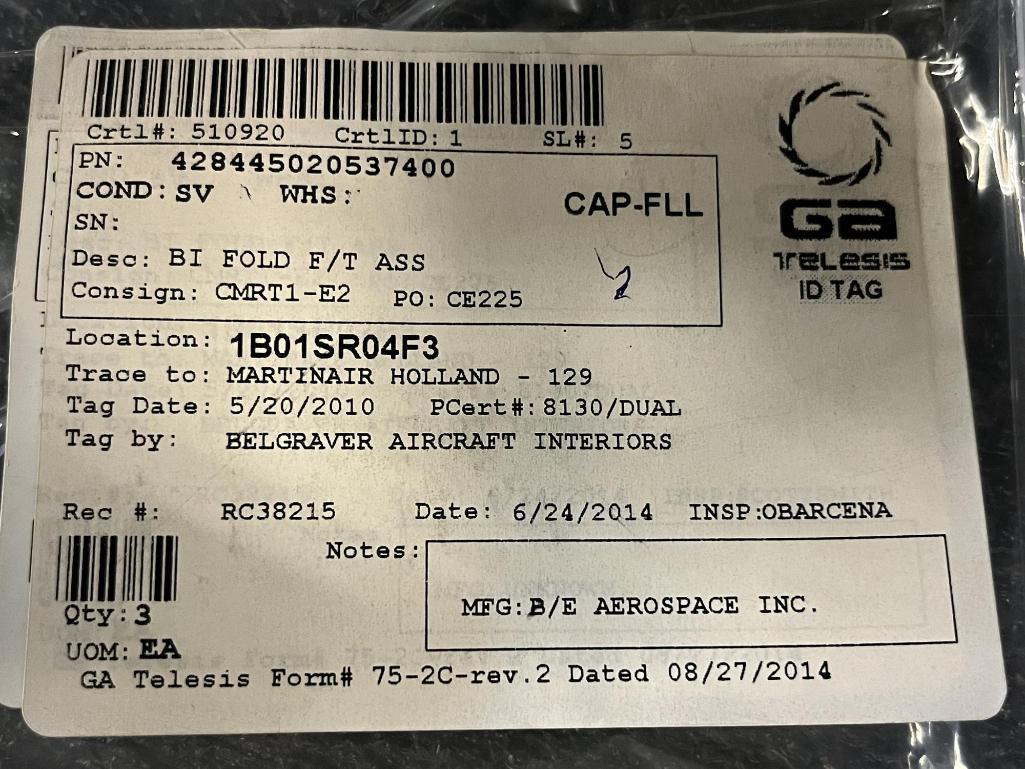 Crtl#: 510920 CrtlID: 1 SL#: 5
PN: 428445020537400
COND: SV WHS:
CAP-FLL
SN:
Desc: BI FOLD F/T ASS
Consign: CMRT1-E2 PO: CE225
GA
TELESIS
ID TAG
Location: 1B01SR04F3
Trace to: MARTINAIR HOLLAND - 129
Tag Date: 5/20/2010 PCert#: 8130/DUAL
Tag by: BELGRAVER AIRCRAFT INTERIORS
Rec #: RC38215 Date: 6/24/2014 INSP:OBARCENA
Notes:
MFG:B/E AEROSPACE INC.
Qty: 3
UOM: EA
GA Telesis Form# 75-2C-rev.2 Dated 08/27/2014